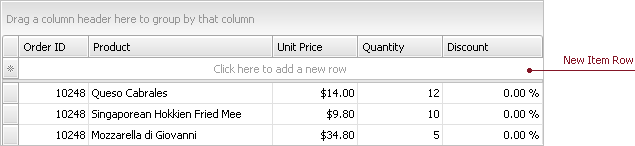 Drag a column header here to group by that column
Order ID Product Unit Price Quantity Discount
Click here to add a new row
New Item Row
10248 Queso Cabrales $14.00 12 0.00 %
10248 Singaporean Hokkien Fried Mee $9.80 10 0.00 %
10248 Mozzarella di Giovanni $34.80 5 0.00 %